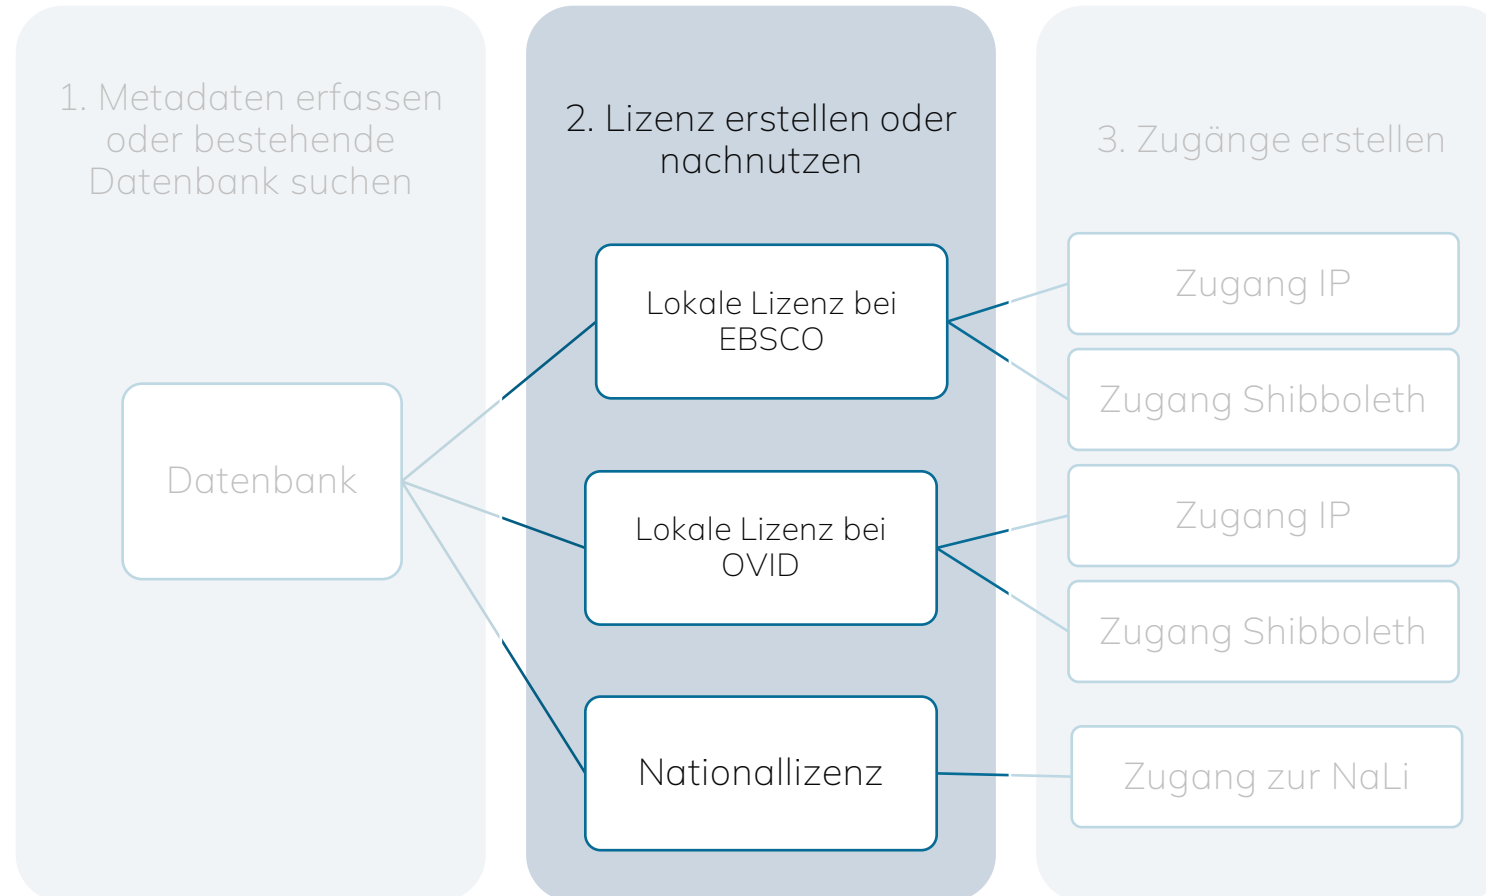 1. Metadaten erfassen
oder bestehende
Datenbank suchen
Datenbank
2. Lizenz erstellen oder
nachnutzen
Lokale Lizenz bei
EBSCO
Lokale Lizenz bei
OVID
Nationallizenz
3. Zugänge erstellen
Zugang IP
Zugang Shibboleth
Zugang IP
Zugang Shibboleth
Zugang zur NaLi